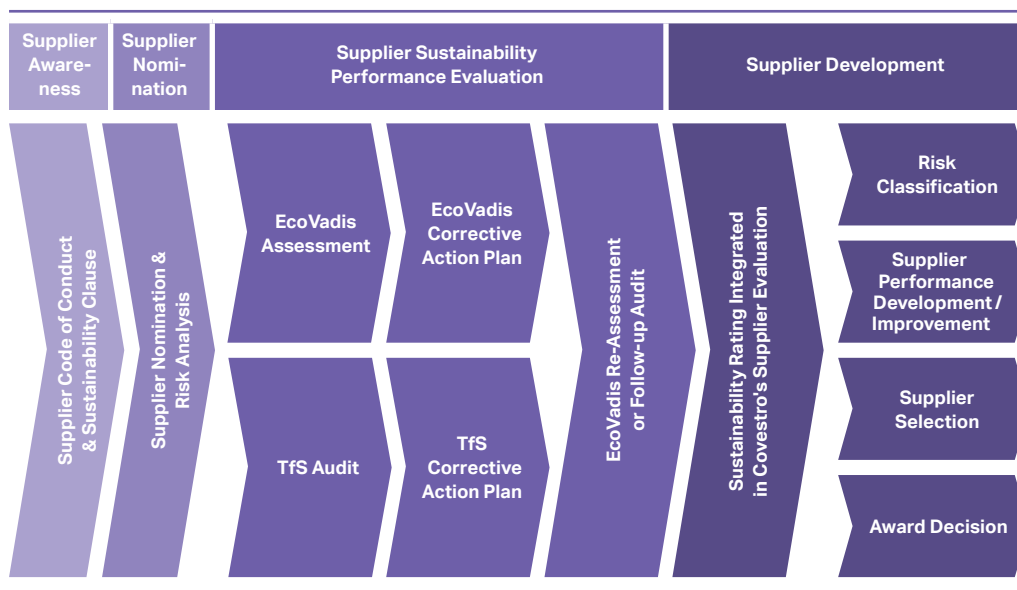 Supplier
Aware-
ness
Supplier
Nomi-
nation
Supplier Sustainability
Performance Evaluation
Supplier Development
Supplier Code of Conduct
& Sustainability Clause
Supplier Nomination &
Risk Analysis
EcoVadis
Assessment
EcoVadis
Corrective
Action Plan
TfS Audit
TfS
Corrective
Action Plan
EcoVadis Re-Assessment
or Follow-up Audit
Sustainability Rating Integrated
in Covestro's Supplier Evaluation
Risk
Classification
Supplier
Performance
Development /
Improvement
Supplier
Selection
Award Decision